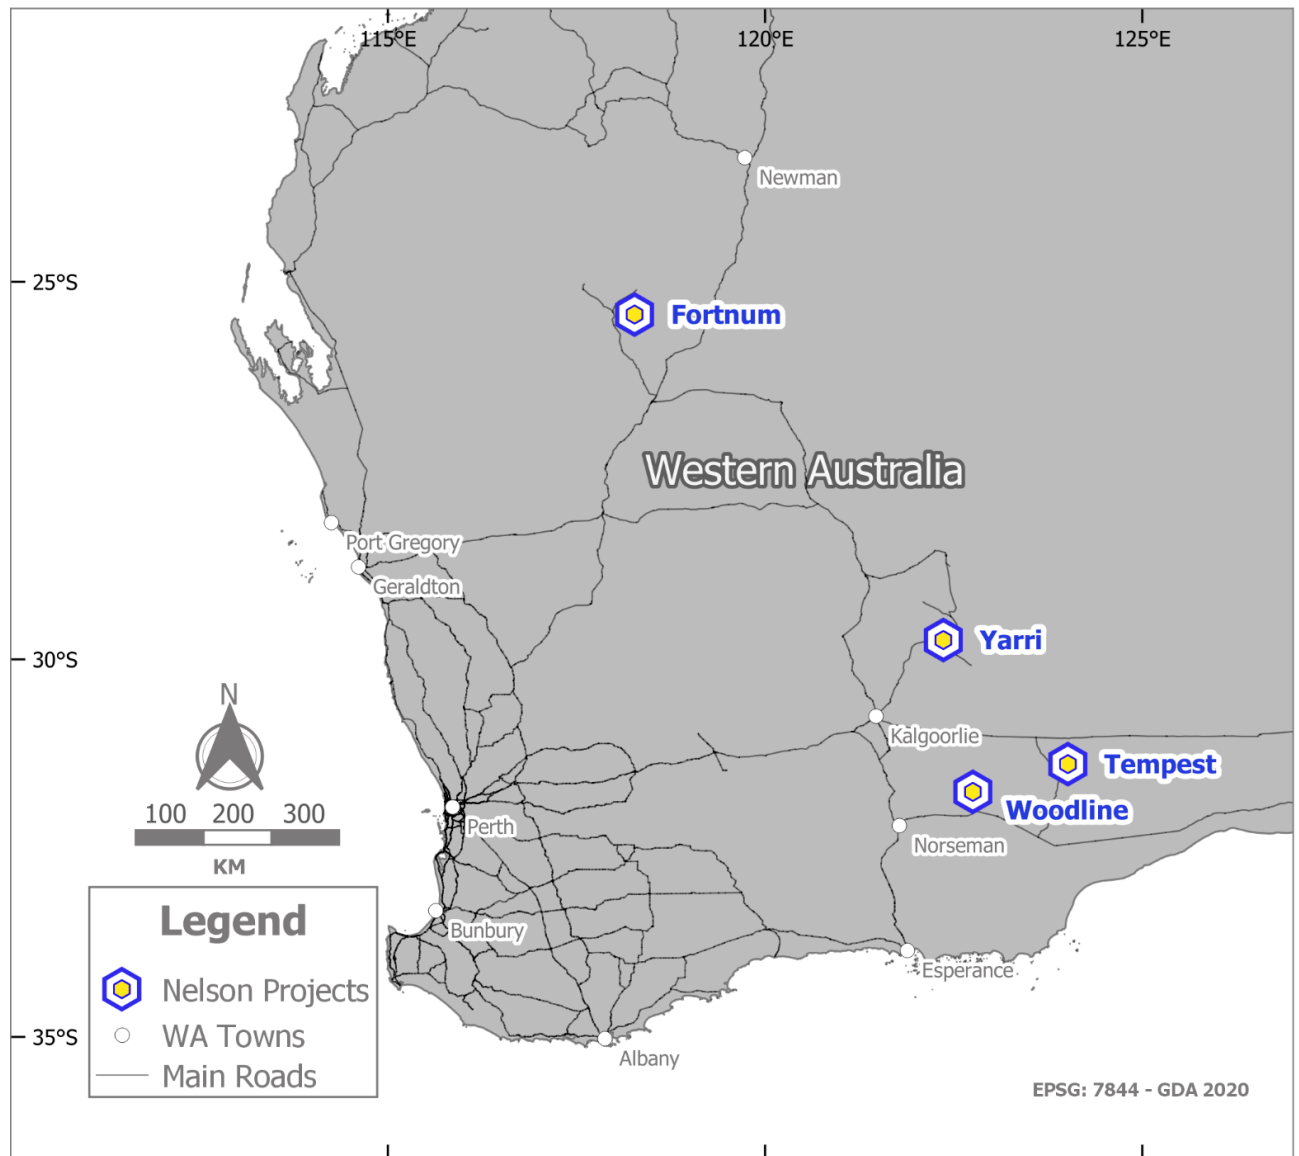 115°E
120°E
125°E
Newman
25°S
Fortnum
Western Australia
Port Gregory
Geraldton
Yarri
30°S
N
Kalgoorlie
Tempest
Woodline
100 200 300
KM
Perth
Norseman
Legend
Bunbury
Esperance
Nelson Projects
WA Towns
35°S
Albany
Main Roads
EPSG: 7844 - GDA 2020